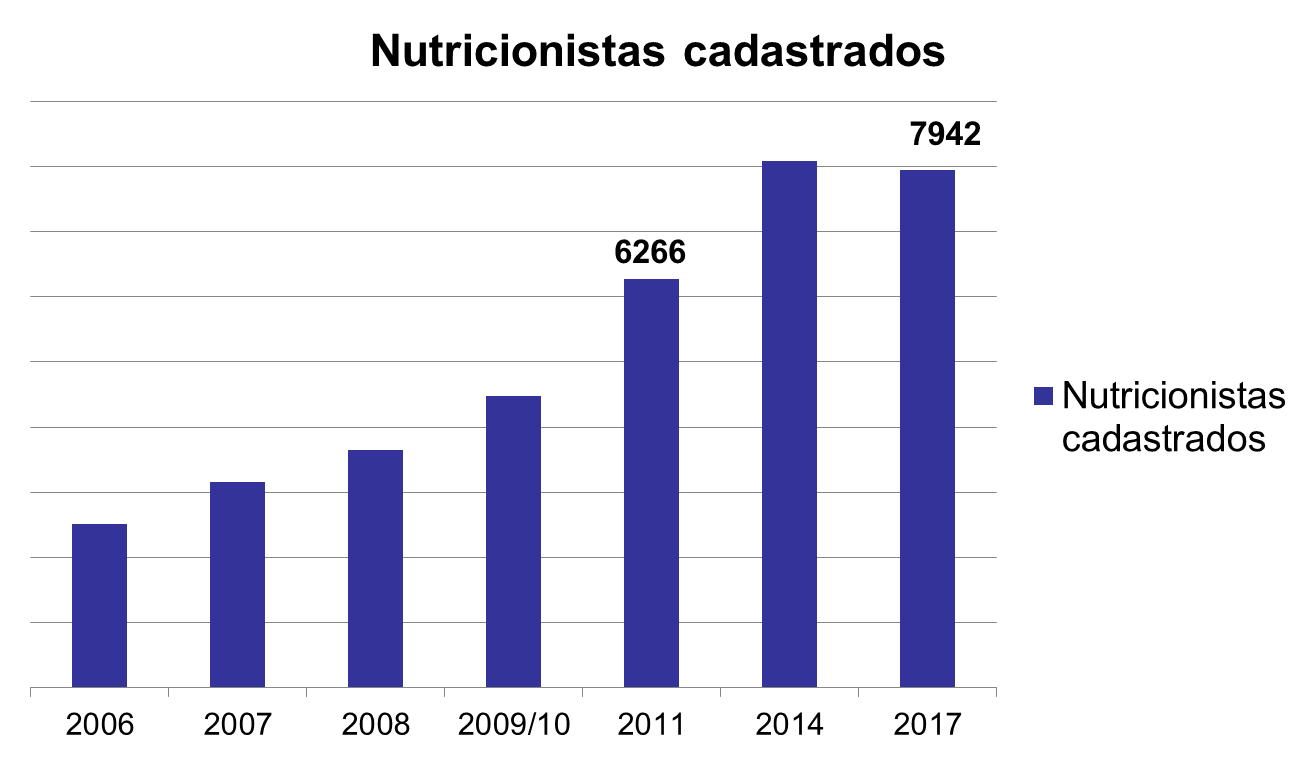 Nutricionistas cadastrados
7942
6266
Nutricionistas
cadastrados
2006 2007 2008 2009/10 2011 2014 2017